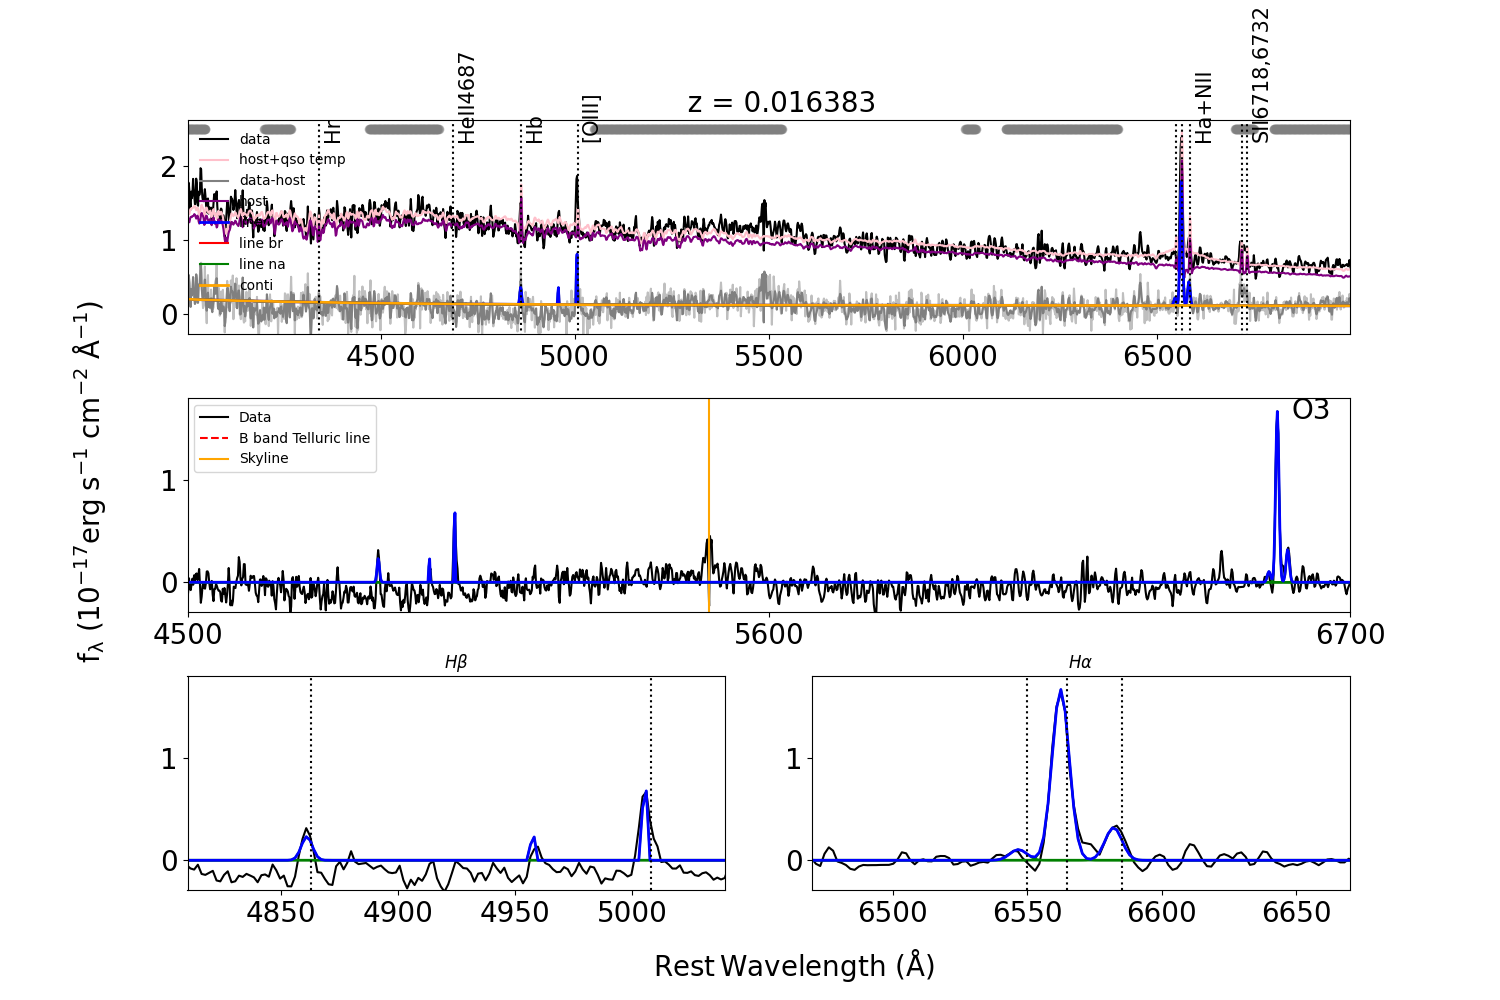 z = 0.016383
Hr
HeII4687
Hb
[OIII]
Ha+NII
SII6718,6732
data
host+qso temp
data-host
host
line br
line na
conti
2
1
0
4500 5000 5500 6000 6500
fλ (10⁻¹⁷erg s⁻¹ cm⁻² Å⁻¹)
O3
Data
B band Telluric line
Skyline
1
0
4500 5600 6700
Hβ
1
0
4850 4900 4950 5000
Hα
1
0
6500 6550 6600 6650
Rest Wavelength (Å)